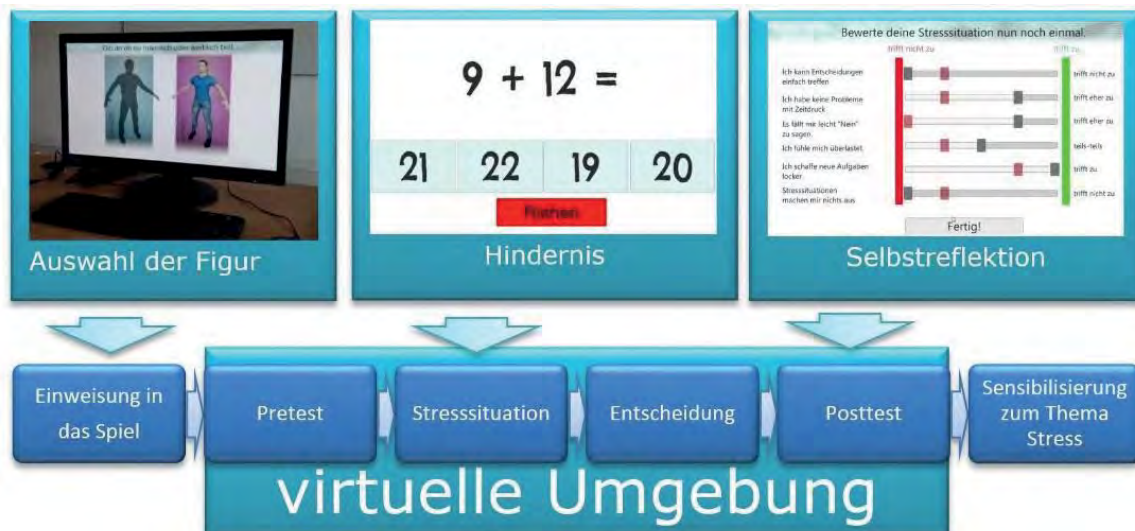 Auswahl der Figur
9 + 12 =
21 22 19 20
Hindernis
Bewerte deine Stresssituation nun noch einmal.
trifft nicht zu
trifft zu
Ich kann Entscheidungen
einfach treffen
trifft nicht zu
Ich habe keine Probleme
mit Zeitdruck
trifft eher zu
Es fällt mir leicht "Nein"
zu sagen
trifft eher zu
Ich fühle mich überlastet
teils-teils
Ich schaffe neue Aufgaben
locker
trifft zu
Stresssituationen
machen mir nichts aus
trifft nicht zu
Fertig!
Selbstreflektion
Einweisung in
das Spiel
Pretest
Stresssituation
Entscheidung
Posttest
Sensibilisierung
zum Thema
Stress
virtuelle Umgebung